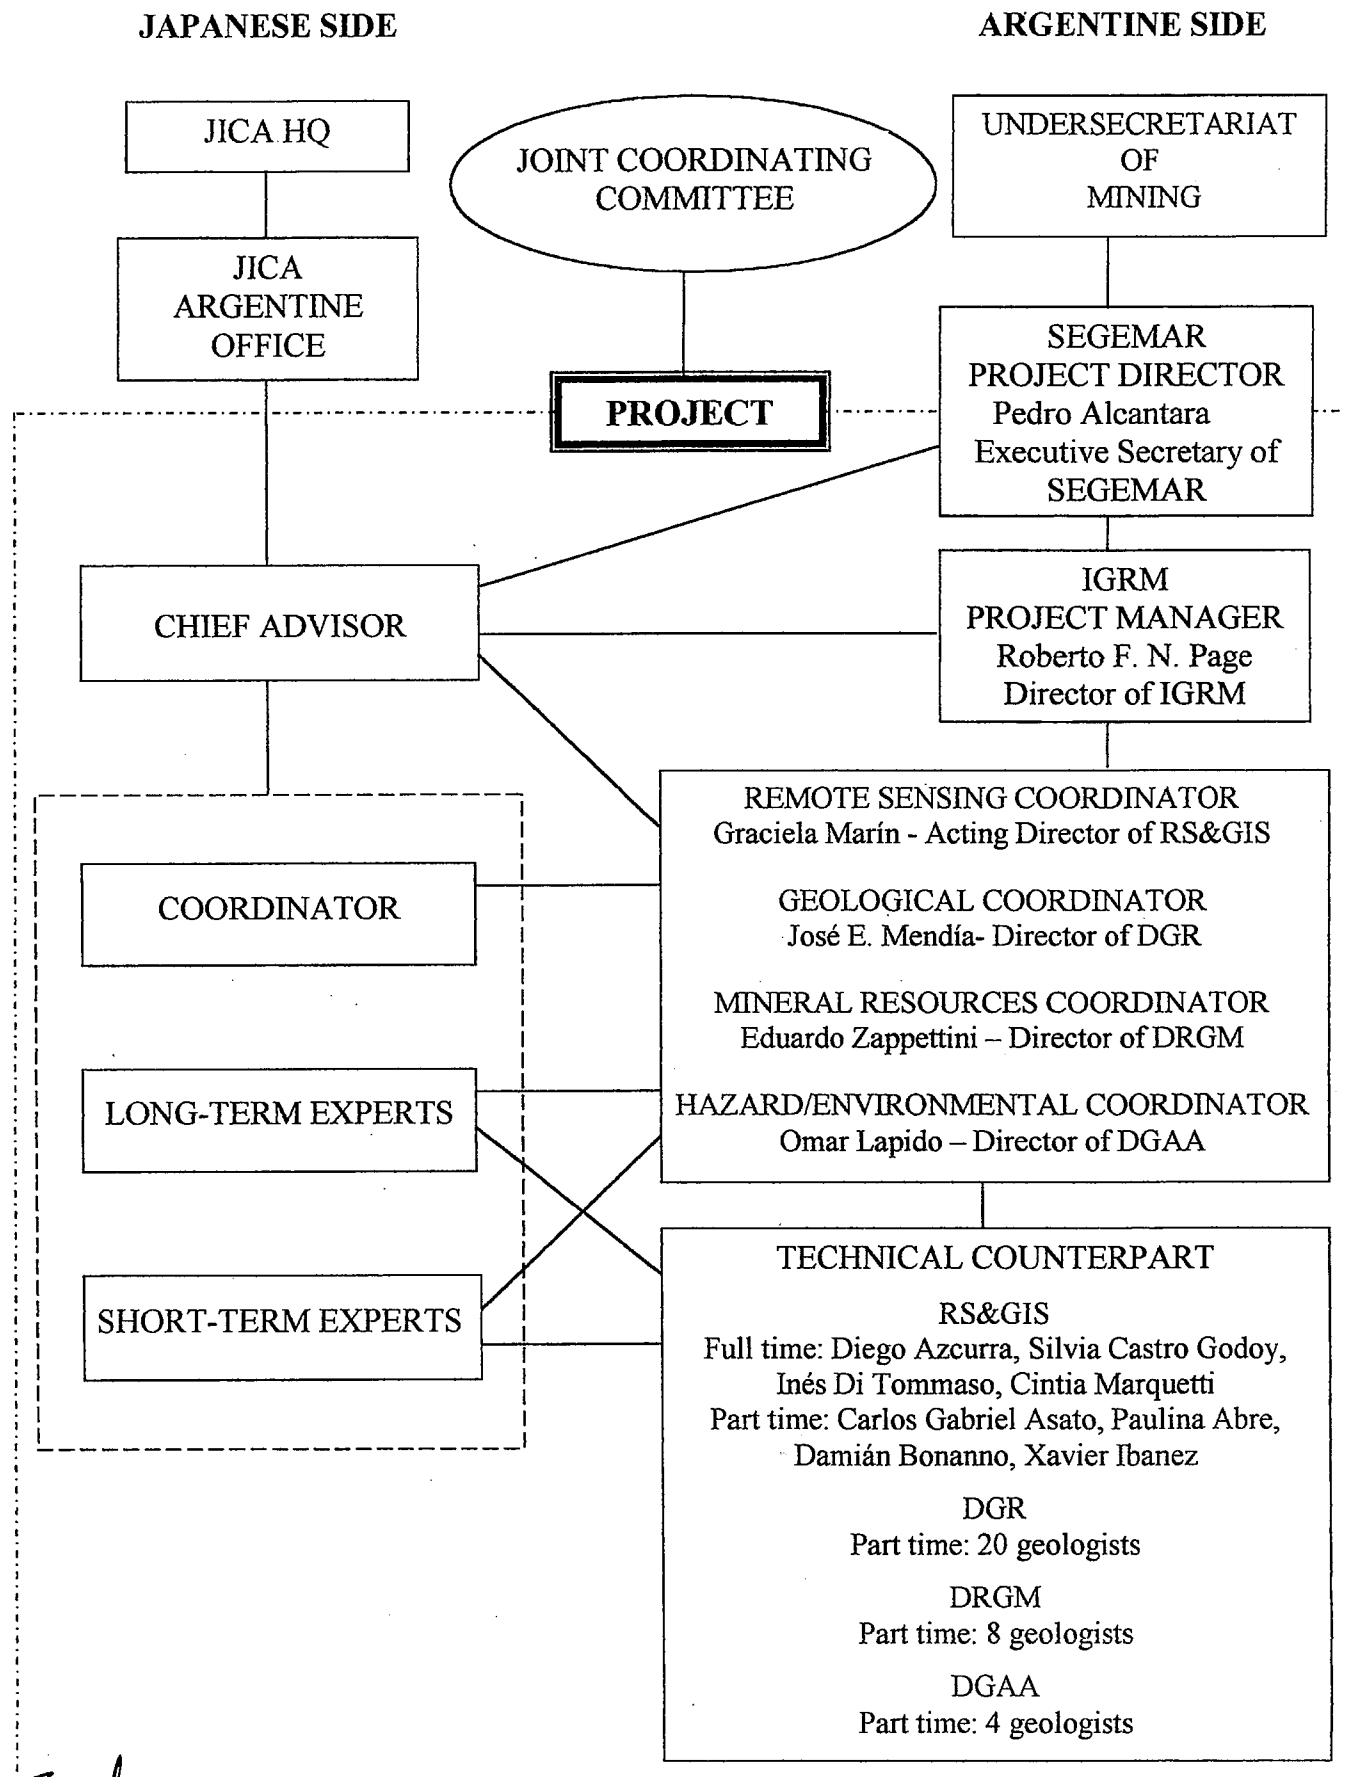 JAPANESE SIDE
ARGENTINE SIDE
JICA HQ
JOINT COORDINATING
COMMITTEE
UNDERSECRETARIAT
OF
MINING
JICA
ARGENTINE
OFFICE
SEGEMAR
PROJECT DIRECTOR
Pedro Alcantara
Executive Secretary of
SEGEMAR
PROJECT
CHIEF ADVISOR
IGRM
PROJECT MANAGER
Roberto F. N. Page
Director of IGRM
REMOTE SENSING COORDINATOR
Graciela Marín - Acting Director of RS&GIS
GEOLOGICAL COORDINATOR
José E. Mendía- Director of DGR
MINERAL RESOURCES COORDINATOR
Eduardo Zappettini – Director of DRGM
HAZARD/ENVIRONMENTAL COORDINATOR
Omar Lapido – Director of DGAA
COORDINATOR
LONG-TERM EXPERTS
SHORT-TERM EXPERTS
TECHNICAL COUNTERPART
RS&GIS
Full time: Diego Azcurra, Silvia Castro Godoy,
Inés Di Tommaso, Cintia Marquetti
Part time: Carlos Gabriel Asato, Paulina Abre,
Damián Bonanno, Xavier Ibanez
DGR
Part time: 20 geologists
DRGM
Part time: 8 geologists
DGAA
Part time: 4 geologists